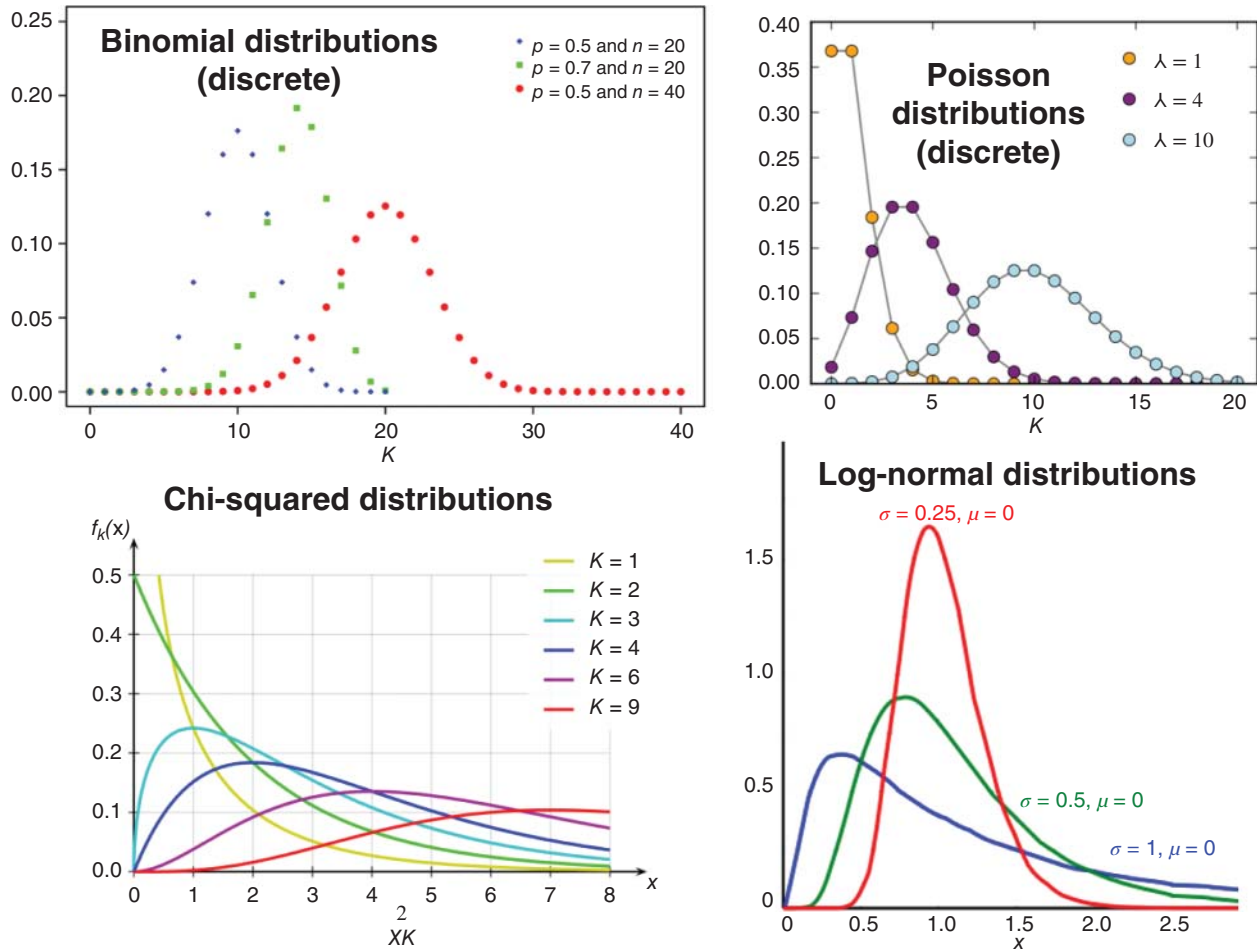 Binomial distributions
(discrete)
p = 0.5 and n = 20
p = 0.7 and n = 20
p = 0.5 and n = 40
0.25
0.20
0.15
0.10
0.05
0.00
0 10 20 30 40
K
Poisson
distributions
(discrete)
⅄ = 1
⅄ = 4
⅄ = 10
0.40
0.35
0.30
0.25
0.20
0.15
0.10
0.05
0.00
0 5 10 15 20
K
Chi-squared distributions
fk(x)
K = 1
K = 2
K = 3
K = 4
K = 6
K = 9
0.5
0.4
0.3
0.2
0.1
0.0
0 1 2 3 4 5 6 7 8
x
2
XK
Log-normal distributions
σ = 0.25, μ = 0
σ = 0.5, μ = 0
σ = 1, μ = 0
1.5
1.0
0.5
0
0 0.5 1.0 1.5 2.0 2.5
x